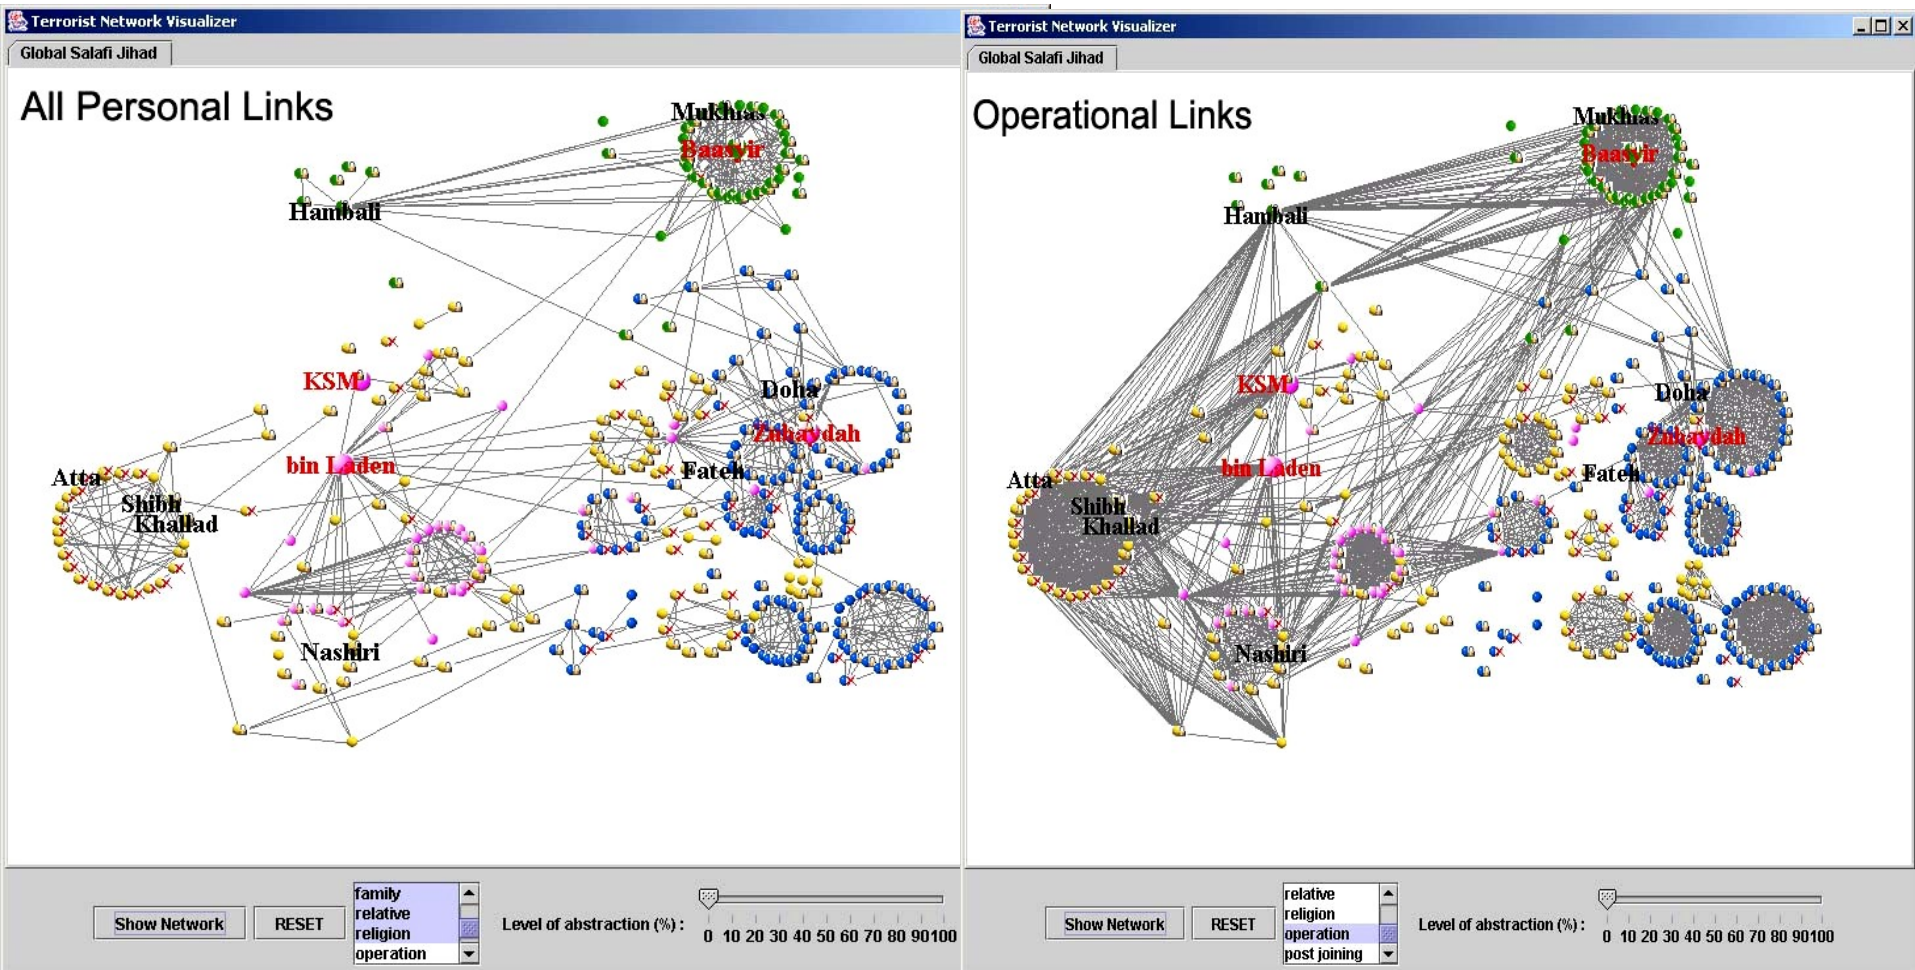 Terrorist Network Visualizer
Global Salafi Jihad
All Personal Links
Mukhlas
Baasyir
Hambali
KSM
Doha
Zubaydah
bin Laden
Fateh
Atta
Shibh
Khallad
Nashiri
Show Network
RESET
family
relative
religion
operation
Level of abstraction (%) :
0 10 20 30 40 50 60 70 80 90100
Terrorist Network Visualizer
Global Salafi Jihad
Operational Links
Mukhlas
Baasyir
Hambali
KSM
Doha
Zubaydah
bin Laden
Fateh
Atta
Shibh
Khallad
Nashiri
Show Network
RESET
relative
religion
operation
post joining
Level of abstraction (%) :
0 10 20 30 40 50 60 70 80 90100